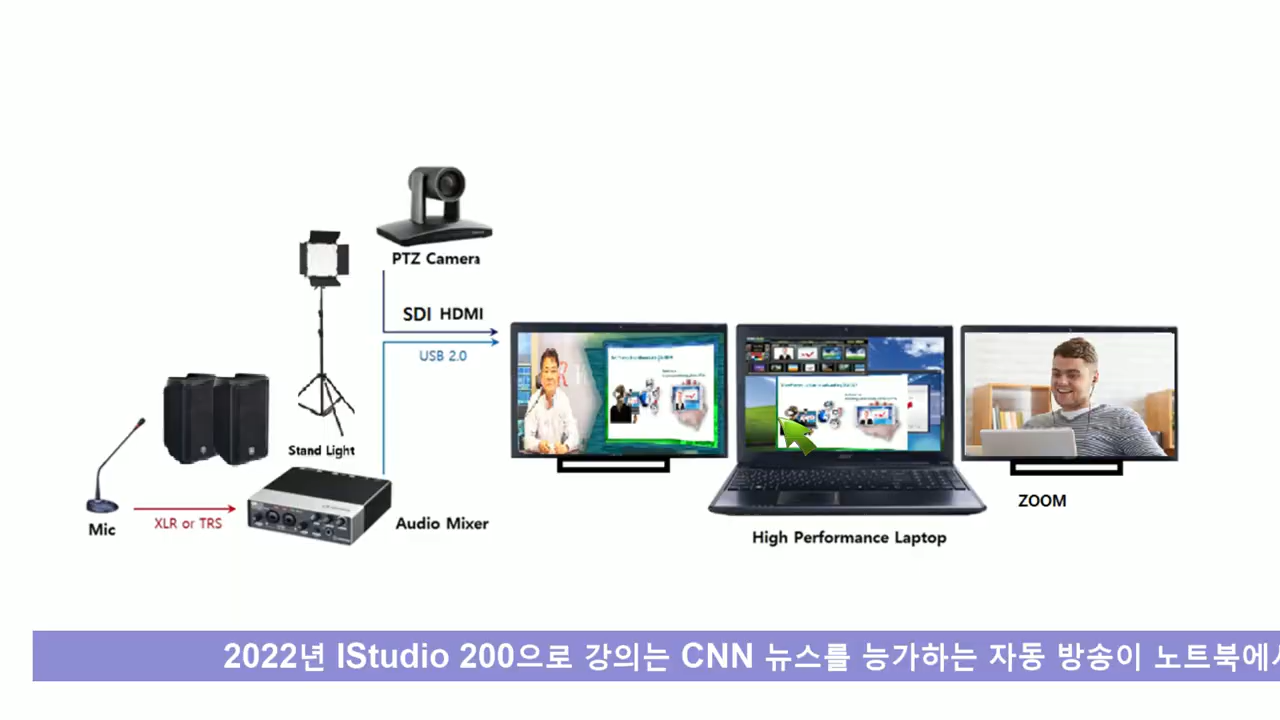 PTZ Camera
SDI HDMI
USB 2.0
Stand Light
Mic
XLR or TRS
Audio Mixer
High Performance Laptop
ZOOM
2022년 IStudio 200으로 강의는 CNN 뉴스를 능가하는 자동 방송이 노트북에서